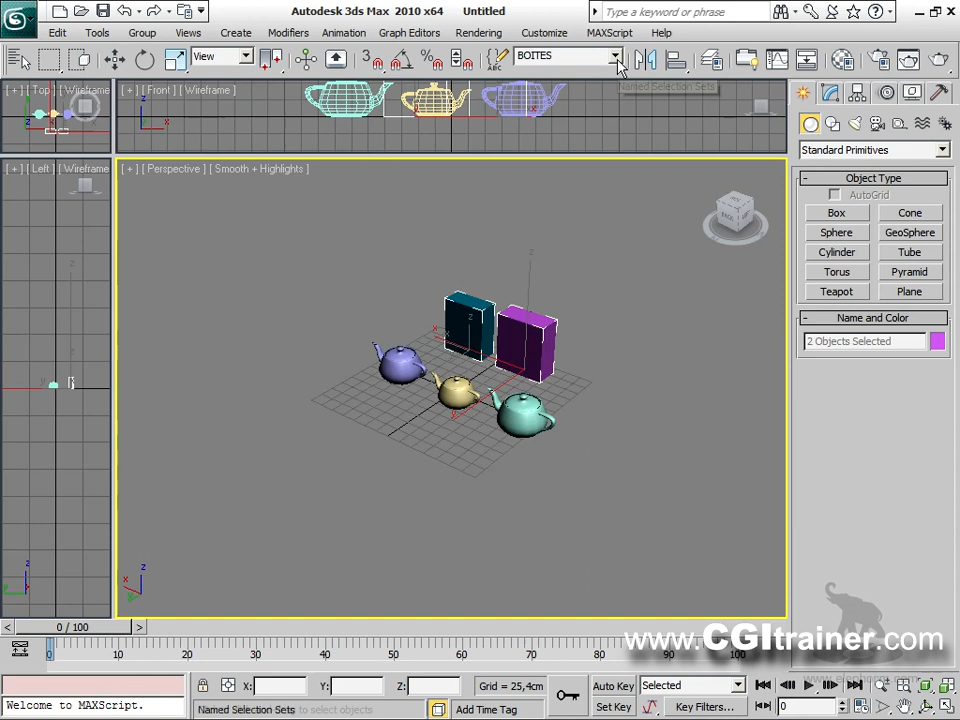 Autodesk 3ds Max 2010 x64 Untitled
Type a keyword or phrase
Edit Tools Group Views Create Modifiers Animation Graph Editors Rendering Customize MAXScript Help
View
3
%
ABC
BOITES
Named Selection Sets
[ + ] [ Top ] [ Wireframe
[ + ] [ Front ] [ Wireframe ]
[ + ] [ Left ] [ Wireframe
[ + ] [ Perspective ] [ Smooth + Highlights ]
BACK
Standard Primitives
Object Type
AutoGrid
Box Cone
Sphere GeoSphere
Cylinder Tube
Torus Pyramid
Teapot Plane
Name and Color
2 Objects Selected
0 / 100
0 10 20 30 40 50 60 70 80 90 100
www.CGItrainer.com
Welcome to MAXScript.
X: Y: Z: Grid = 25,4cm
Named Selection Sets to select objects
Add Time Tag
Auto Key Selected
Set Key Key Filters...
0